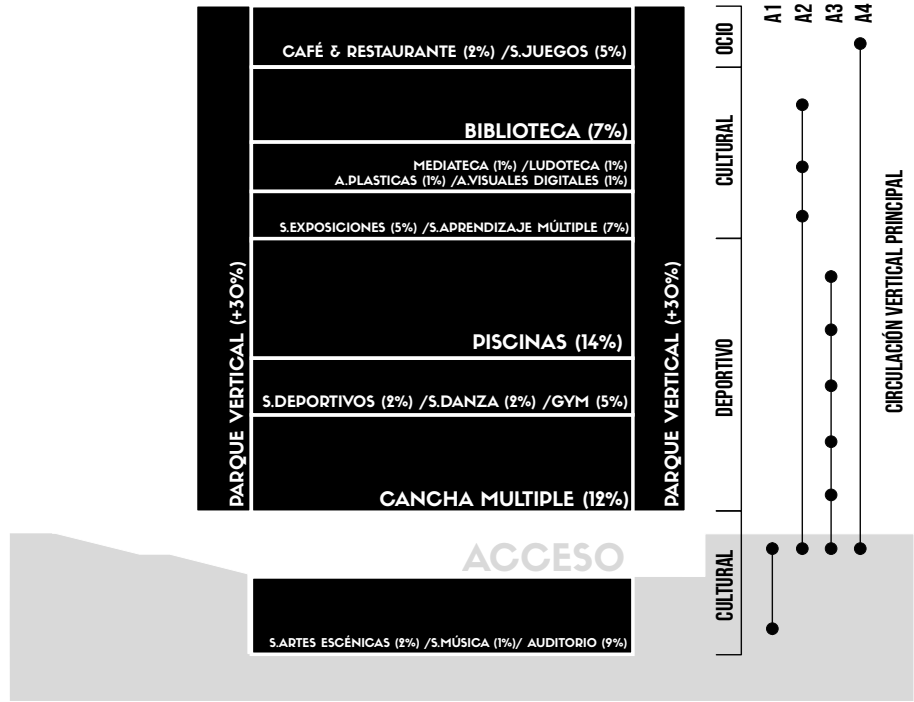 A1
A2
A3
A4
CAFÉ & RESTAURANTE (2%) /S.JUEGOS (5%)
BIBLIOTECA (7%)
MEDIATECA (1%) /LUDOTECA (1%)
A.PLASTICAS (1%) /A.VISUALES DIGITALES (1%)
S.EXPOSICIONES (5%) /S.APRENDIZAJE MÚLTIPLE (7%)
PISCINAS (14%)
S.DEPORTIVOS (2%) /S.DANZA (2%) /GYM (5%)
CANCHA MULTIPLE (12%)
PARQUE VERTICAL (+30%)
PARQUE VERTICAL (+30%)
ACCESO
S.ARTES ESCÉNICAS (2%) /S.MÚSICA (1%)/ AUDITORIO (9%)
OCIO
CULTURAL
DEPORTIVO
CULTURAL
CIRCULACIÓN VERTICAL PRINCIPAL